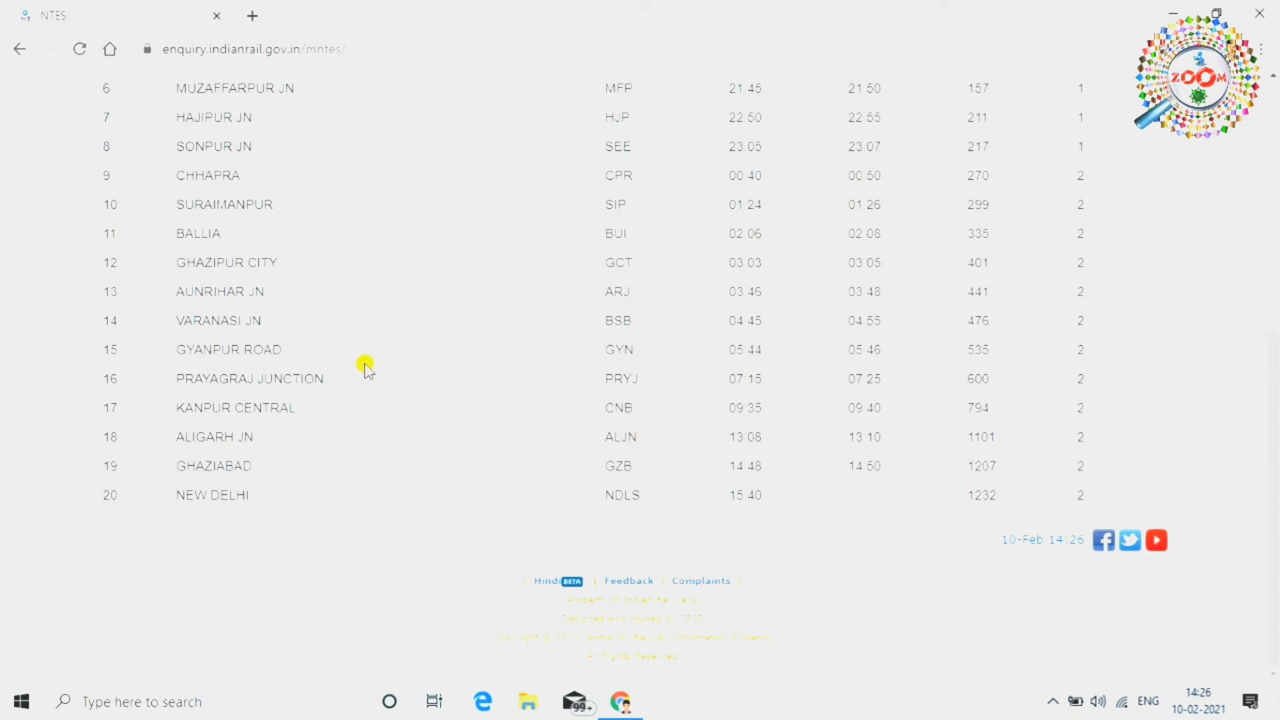 NTES
enquiry.indianrail.gov.in/mntes/
ZOOM
6 MUZAFFARPUR JN MFP 21 45 21 50 157 1
7 HAJIPUR JN HJP 22 50 22 55 211 1
8 SONPUR JN SEE 23 05 23 07 217 1
9 CHHAPRA CPR 00 40 00 50 270 2
10 SURAIMANPUR SIP 01 24 01 26 299 2
11 BALLIA BUI 02 06 02 08 335 2
12 GHAZIPUR CITY GCT 03 03 03 05 401 2
13 AUNRIHAR JN ARJ 03 46 03 48 441 2
14 VARANASI JN BSB 04 45 04 55 476 2
15 GYANPUR ROAD GYN 05 44 05 46 535 2
16 PRAYAGRAJ JUNCTION PRYJ 07 15 07 25 600 2
17 KANPUR CENTRAL CNB 09 35 09 40 794 2
18 ALIGARH JN ALJN 13 08 13 10 1101 2
19 GHAZIABAD GZB 14 48 14 50 1207 2
20 NEW DELHI NDLS 15 40 1232 2
10-Feb 14:26
Hindi BETA | Feedback | Complaints
All Rights Reserved
Type here to search
99+
ENG
14:26
10-02-2021